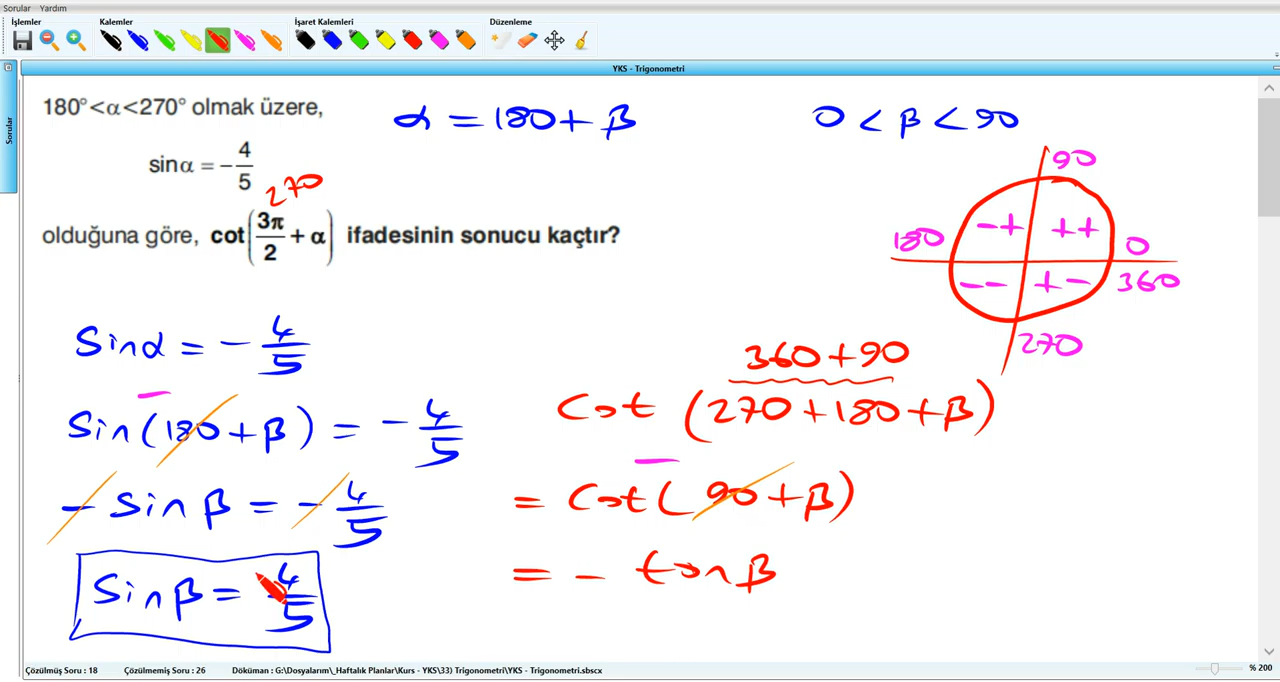 Sorular Yardım
İşlemler Kalemler İşaret Kalemleri Düzenleme
YKS - Trigonometri
Sorular
180°<α<270° olmak üzere,
α = 180 + β
0 < β < 90
sinα = -4/5
270
olduğuna göre, cot(3π/2 + α) ifadesinin sonucu kaçtır?
90
- + + +
180 0
- - + - 360
270
Sinα = - 4/5
Sin(180 + β) = - 4/5
- Sin β = - 4/5
Sinβ = 4/5
360+90
Cot (270+180+β)
= Cot(90+β)
= - tanβ
Çözülmüş Soru : 18 Çözülmemiş Soru : 26 Döküman : G:\Dosyalarım\_Haftalık Planlar\Kurs - YKS\33) Trigonometri\YKS - Trigonometri.sbscx % 200